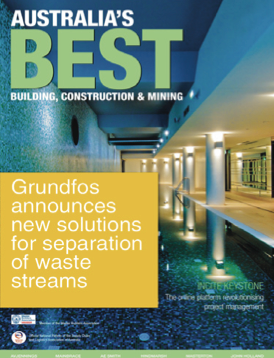 AUSTRALIA'S
BEST
BUILDING, CONSTRUCTION & MINING
Grundfos
announces
new solutions
for separation
of waste
streams
INCITE KEYSTONE
The online platform revolutionising
project management